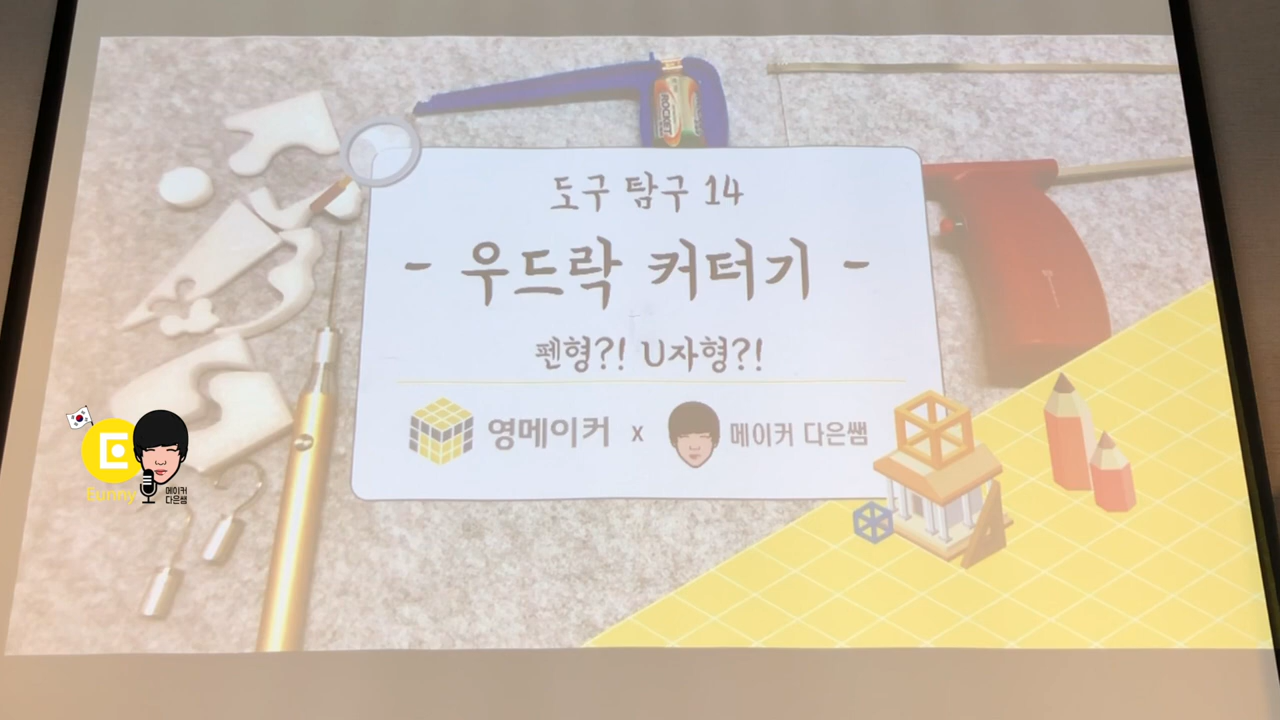 ROCKET
도구 탐구 14
- 우드락 커터기 -
펜형?! U자형?!
영메이커 x 메이커 다은쌤
Eunny
메이커
다은쌤